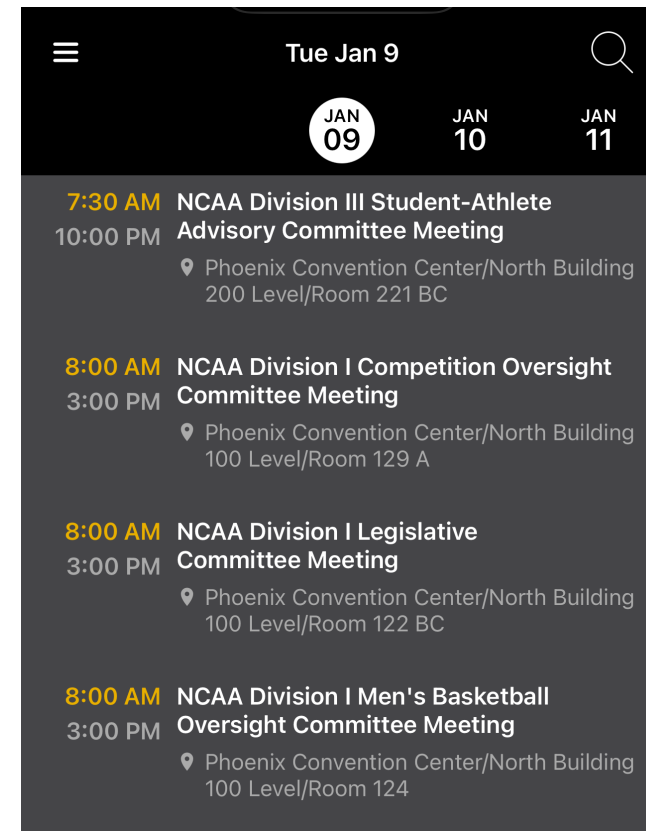 Tue Jan 9
JAN
09
JAN
10
JAN
11
7:30 AM
10:00 PM
NCAA Division III Student-Athlete
Advisory Committee Meeting
Phoenix Convention Center/North Building
200 Level/Room 221 BC
8:00 AM
3:00 PM
NCAA Division I Competition Oversight
Committee Meeting
Phoenix Convention Center/North Building
100 Level/Room 129 A
8:00 AM
3:00 PM
NCAA Division I Legislative
Committee Meeting
Phoenix Convention Center/North Building
100 Level/Room 122 BC
8:00 AM
3:00 PM
NCAA Division I Men's Basketball
Oversight Committee Meeting
Phoenix Convention Center/North Building
100 Level/Room 124